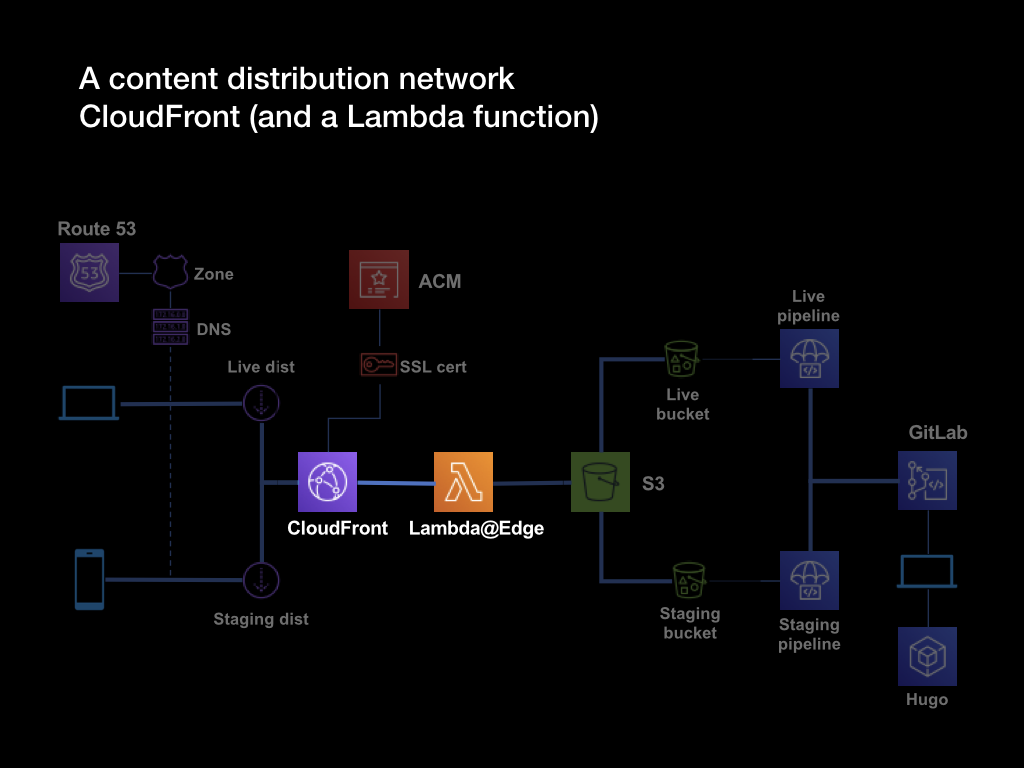 A content distribution network
CloudFront (and a Lambda function)
Route 53
53
Zone
DNS
ACM
SSL cert
Live dist
Live
pipeline
Live
bucket
GitLab
S3
CloudFront
Lambda@Edge
Staging dist
Staging
bucket
Staging
pipeline
Hugo